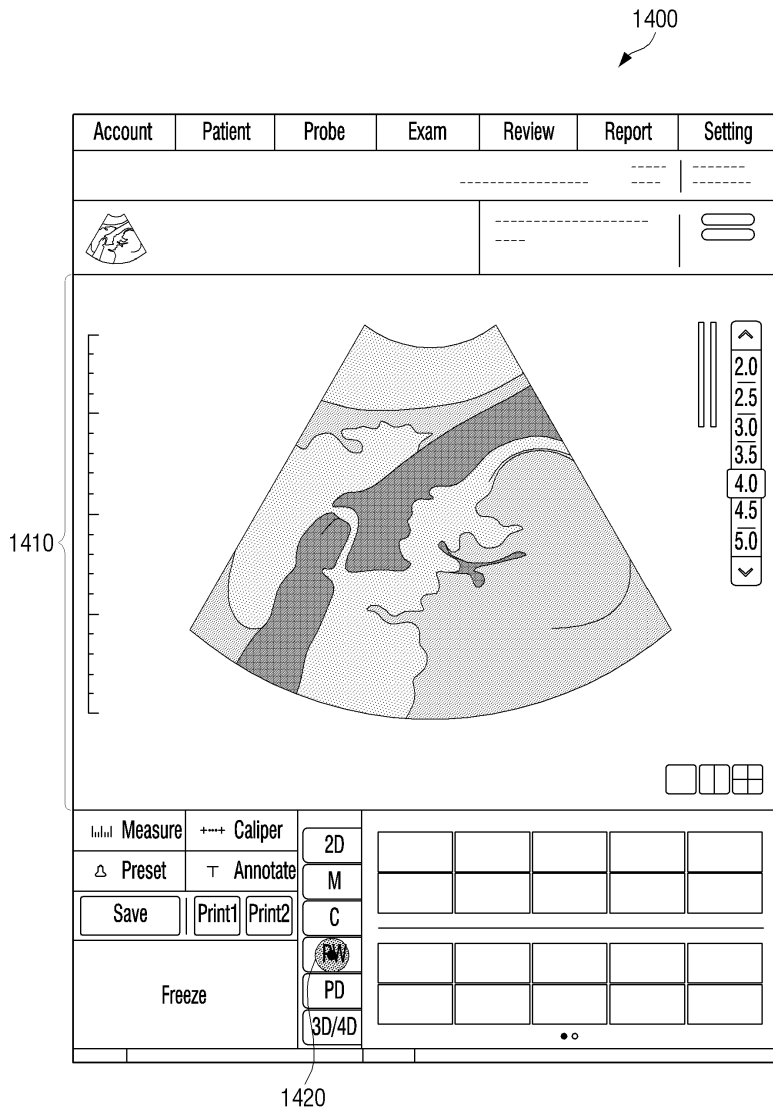 1400
Account Patient Probe Exam Review Report Setting
2.0
2.5
3.0
3.5
4.0
4.5
5.0
1410
Measure Caliper
Preset T Annotate
Save Print1 Print2
Freeze
2D
M
C
PW
PD
3D/4D
1420